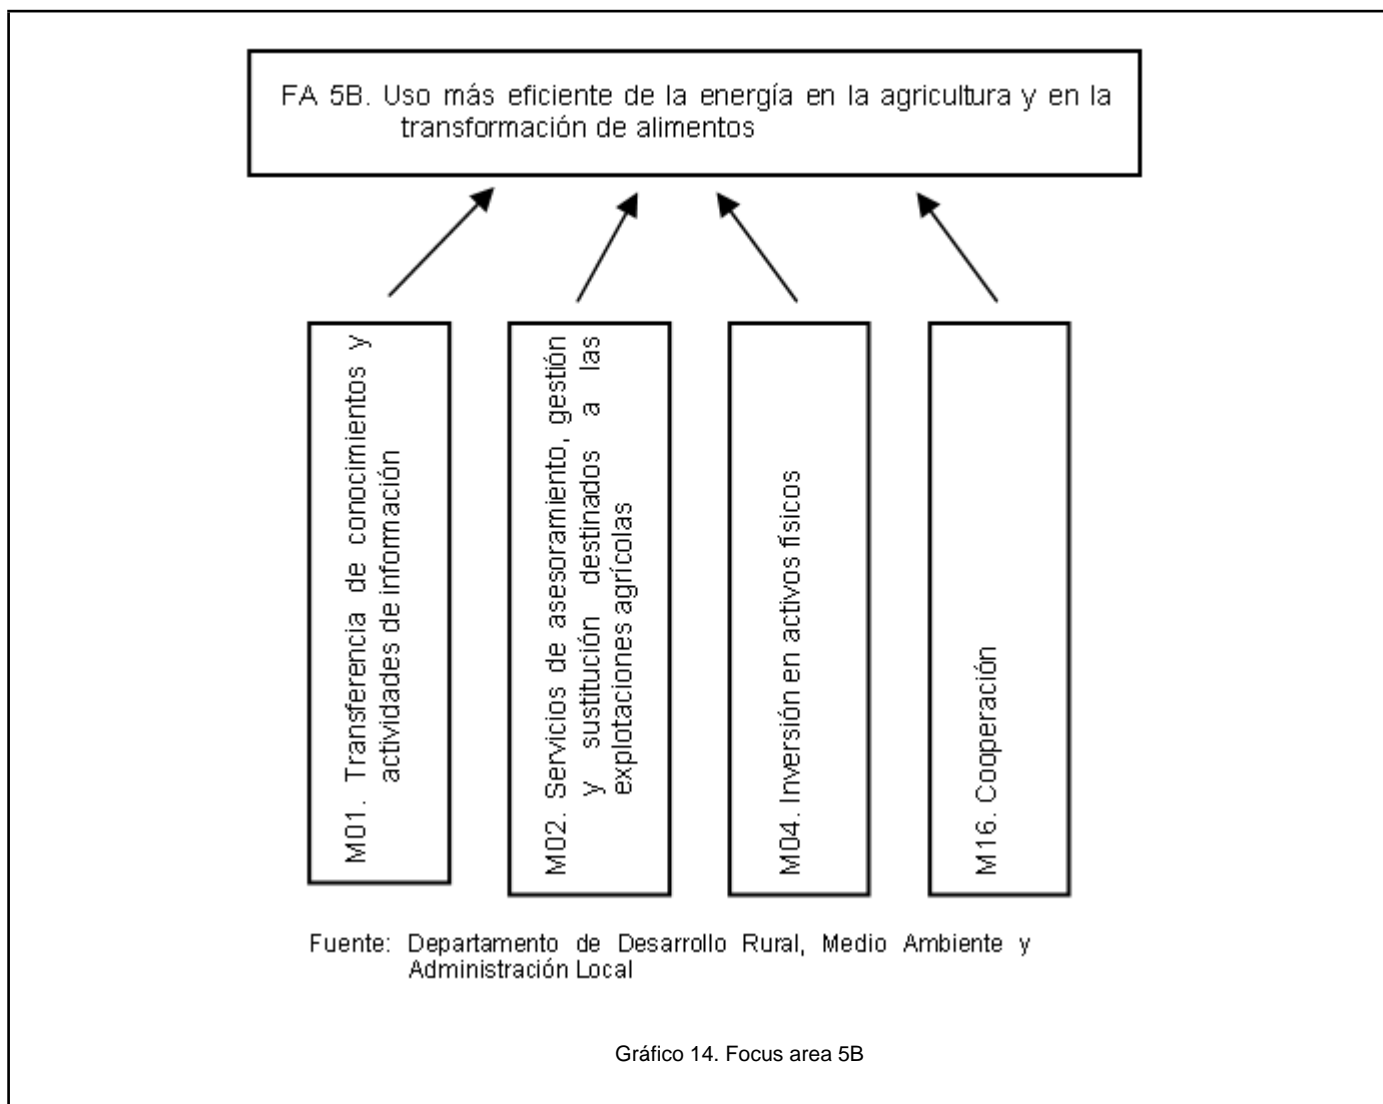 FA 5B. Uso más eficiente de la energía en la agricultura y en la
transformación de alimentos
M01. Transferencia de conocimientos y
actividades de información
M02. Servicios de asesoramiento, gestión
y sustitución destinados a las
explotaciones agrícolas
M04. Inversión en activos físicos
M16. Cooperación
Fuente: Departamento de Desarrollo Rural, Medio Ambiente y
Administración Local
Gráfico 14. Focus area 5B